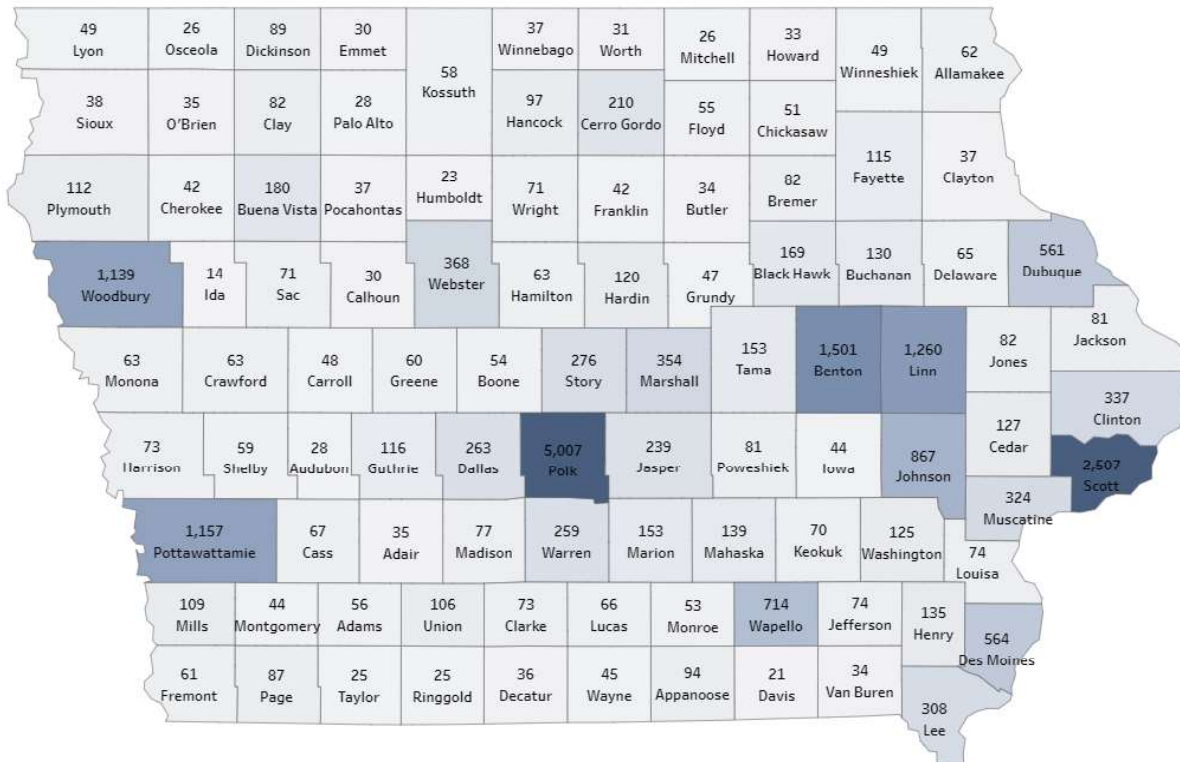 49
Lyon
26
Osceola
89
Dickinson
30
Emmet
58
Kossuth
37
Winnebago
31
Worth
26
Mitchell
33
Howard
49
Winneshiek
62
Allamakee
38
Sioux
35
O'Brien
82
Clay
28
Palo Alto
97
Hancock
210
Cerro Gordo
55
Floyd
51
Chickasaw
115
Fayette
37
Clayton
112
Plymouth
42
Cherokee
180
Buena Vista
37
Pocahontas
23
Humboldt
71
Wright
42
Franklin
34
Butler
82
Bremer
1,139
Woodbury
14
Ida
71
Sac
30
Calhoun
368
Webster
63
Hamilton
120
Hardin
47
Grundy
169
Black Hawk
130
Buchanan
65
Delaware
561
Dubuque
63
Monona
63
Crawford
48
Carroll
60
Greene
54
Boone
276
Story
354
Marshall
153
Tama
1,501
Benton
1,260
Linn
82
Jones
81
Jackson
337
Clinton
73
Harrison
59
Shelby
28
Audubon
116
Guthrie
263
Dallas
5,007
Polk
239
Jasper
81
Poweshiek
44
Iowa
867
Johnson
127
Cedar
2,607
Scott
324
Muscatine
1,157
Pottawattamie
67
Cass
35
Adair
77
Madison
259
Warren
153
Marion
139
Mahaska
70
Keokuk
125
Washington
74
Louisa
109
Mills
44
Montgomery
56
Adams
106
Union
73
Clarke
66
Lucas
53
Monroe
714
Wapello
74
Jefferson
135
Henry
564
Des Moines
61
Fremont
87
Page
25
Taylor
25
Ringgold
36
Decatur
45
Wayne
94
Appanoose
21
Davis
34
Van Buren
308
Lee